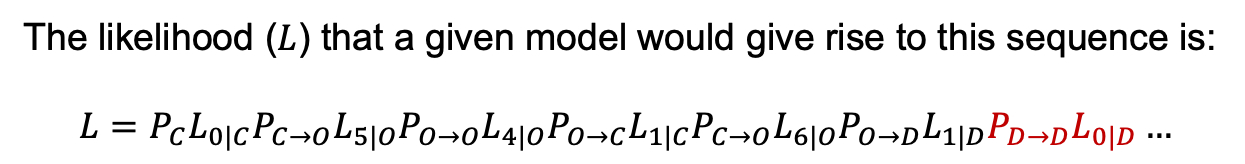 The likelihood (𝐿) that a given model would give rise to this sequence is:
𝐿 = 𝑃_𝐶 𝐿_{0|𝐶} 𝑃_{𝐶→𝑂} 𝐿_{5|𝑂} 𝑃_{𝑂→𝑂} 𝐿_{4|𝑂} 𝑃_{𝑂→𝐶} 𝐿_{1|𝐶} 𝑃_{𝐶→𝑂} 𝐿_{6|𝑂} 𝑃_{𝑂→𝐷} 𝐿_{1|𝐷} 𝑃_{𝐷→𝐷} 𝐿_{0|𝐷} ...